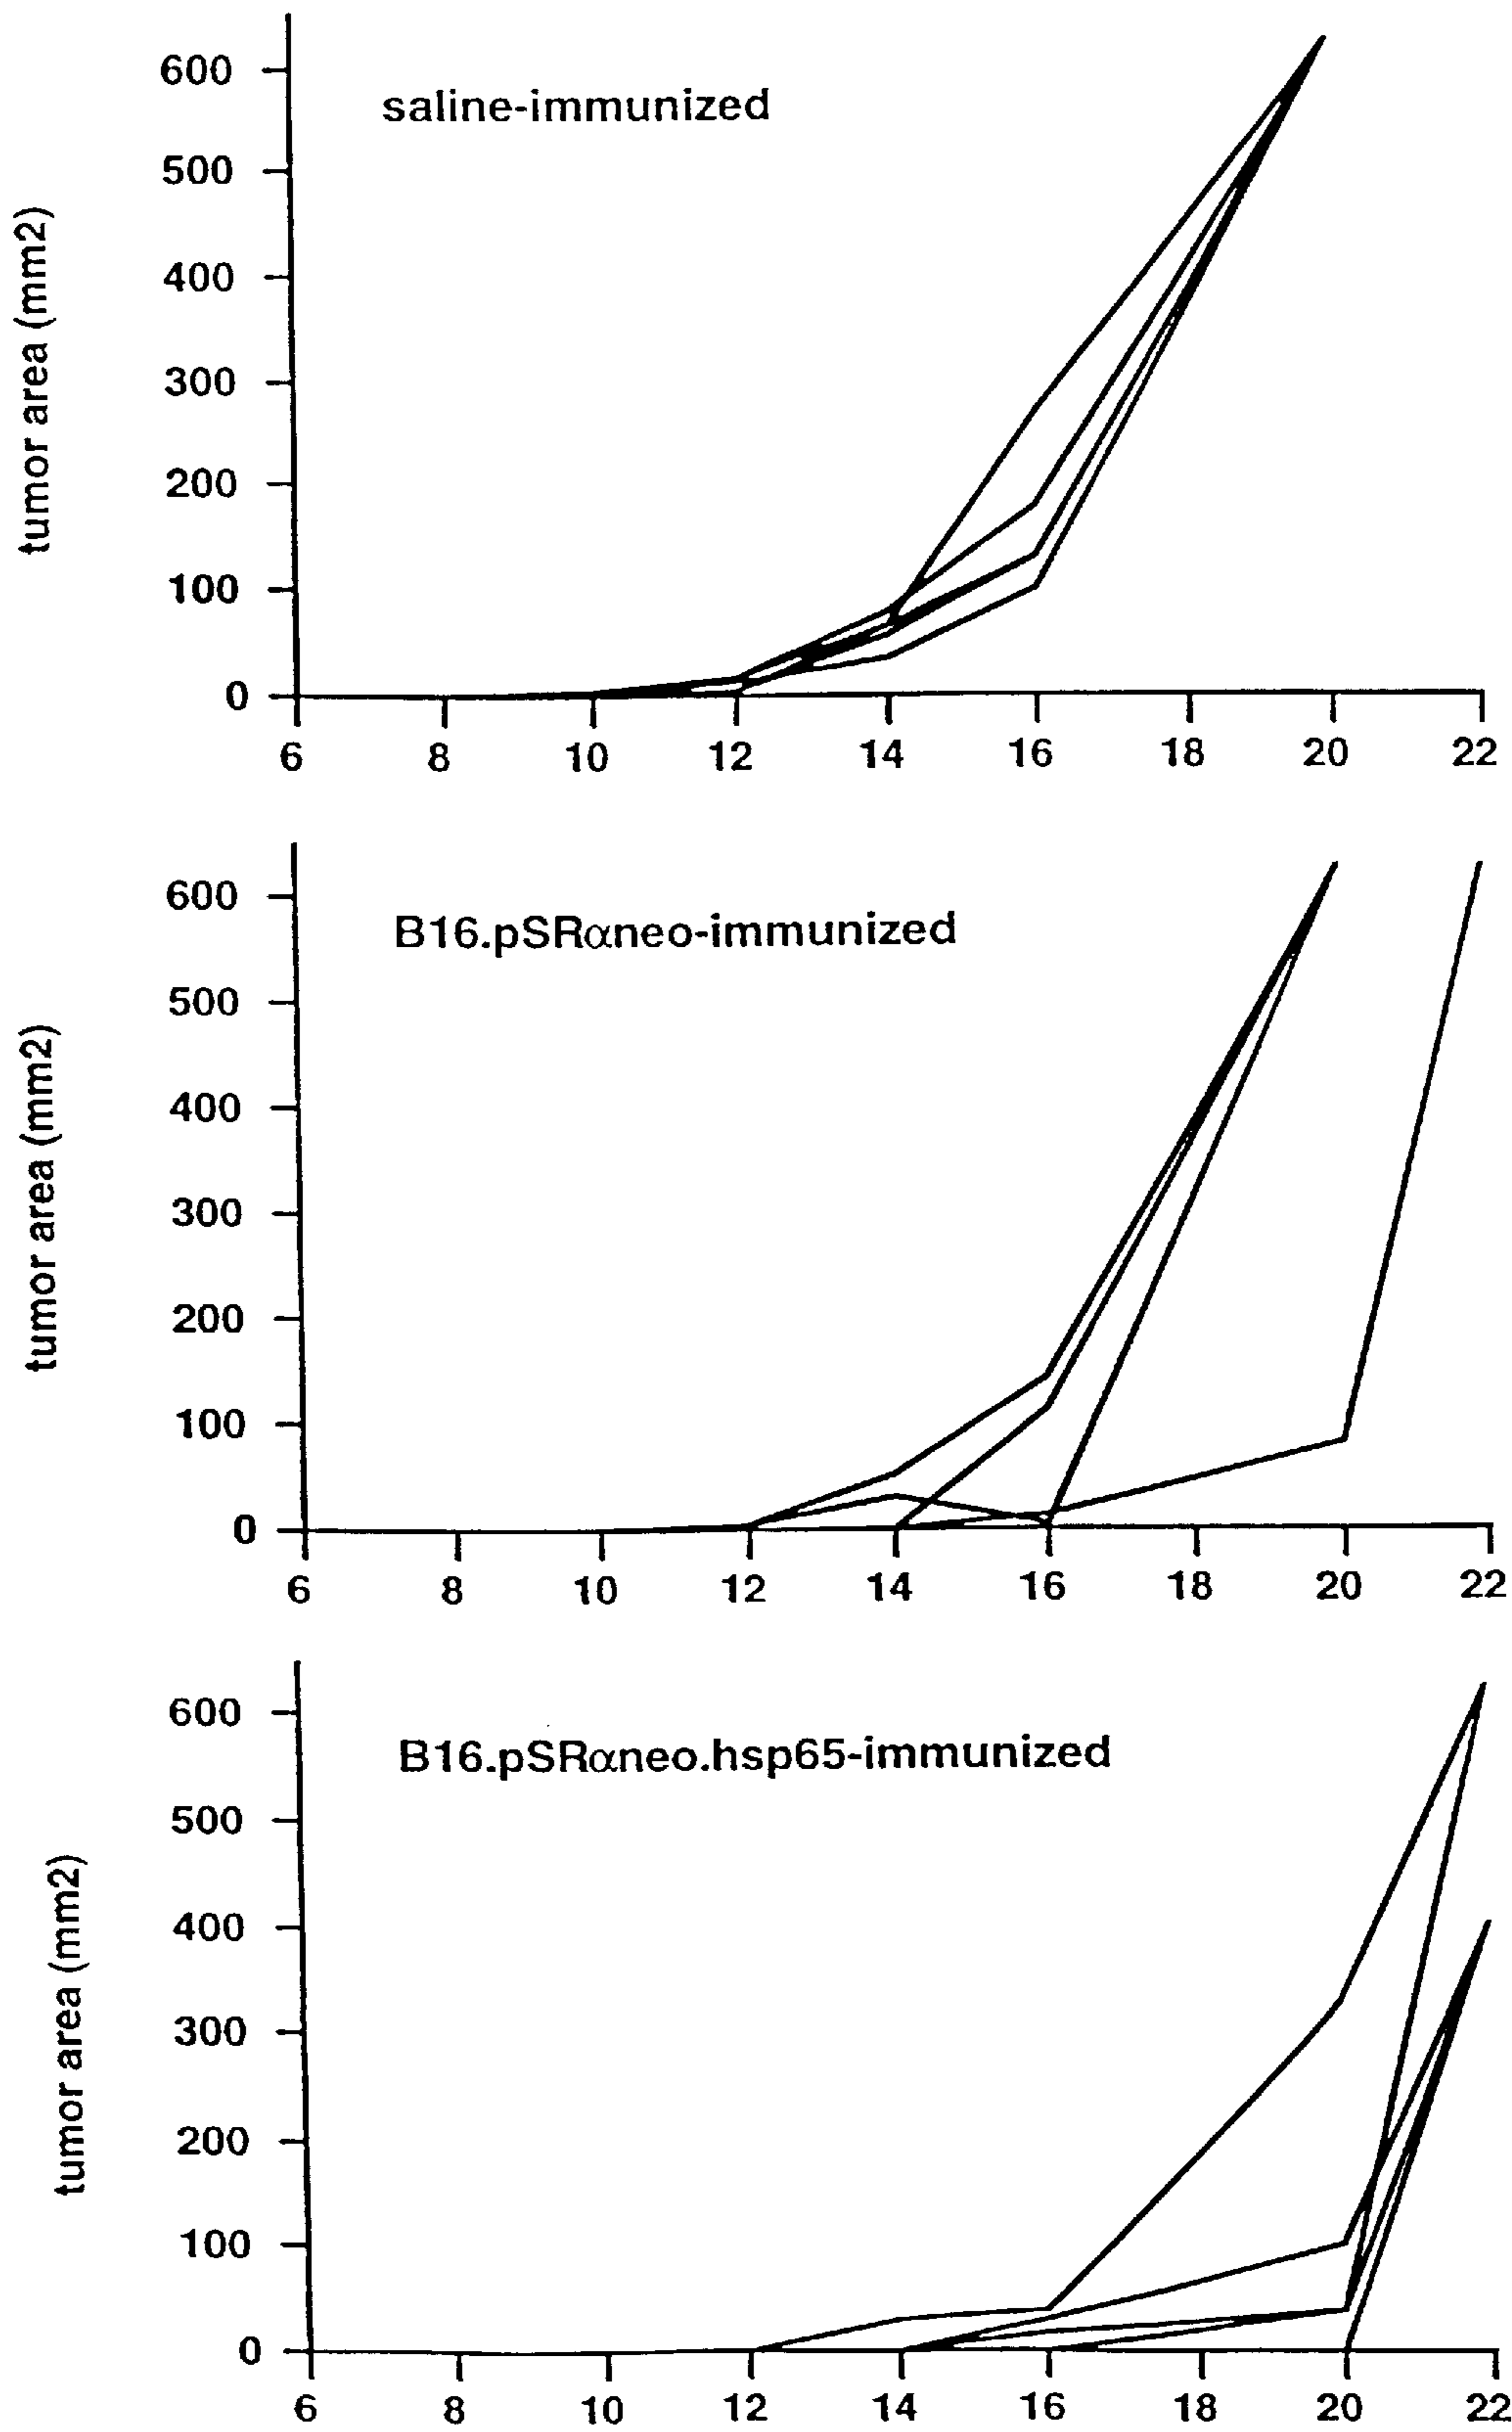 saline-immunized
tumor area (mm2)
600
500
400
300
200
100
0
6 8 10 12 14 16 18 20 22
B16.pSRαneo-immunized
tumor area (mm2)
600
500
400
300
200
100
0
6 8 10 12 14 16 18 20 22
B16.pSRαneo.hsp65-immunized
tumor area (mm2)
600
500
400
300
200
100
0
6 8 10 12 14 16 18 20 22